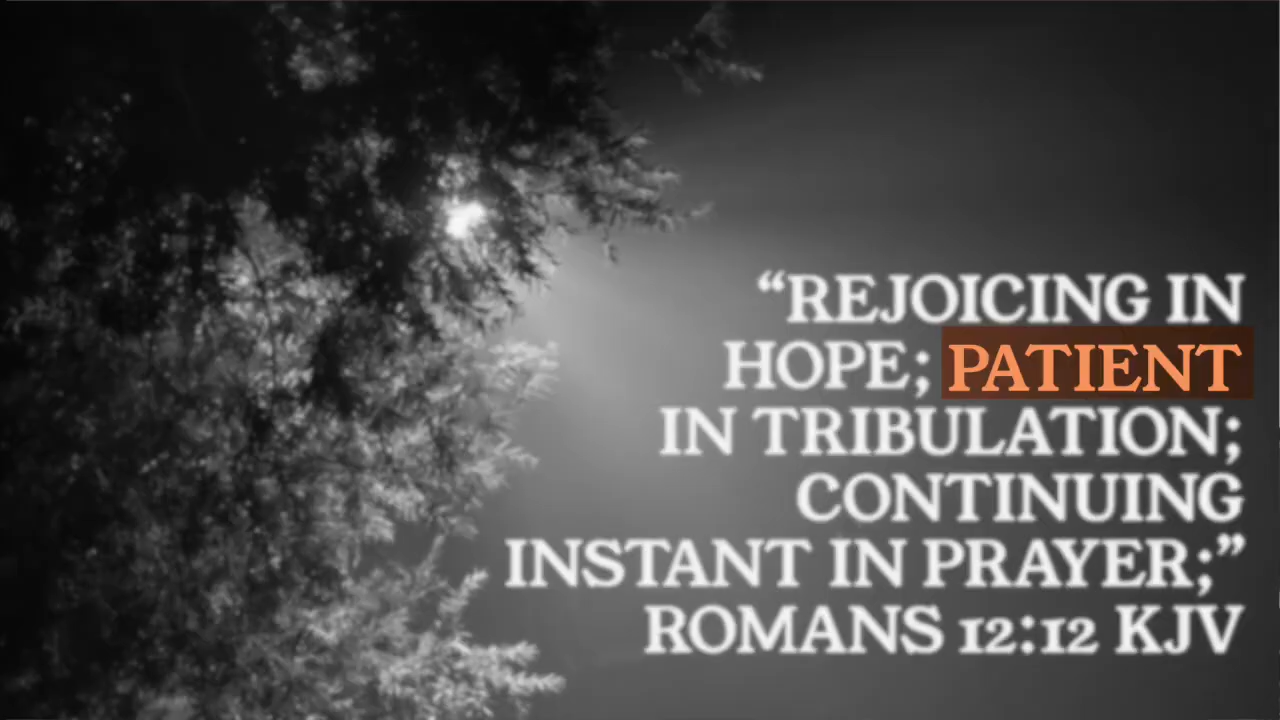 “REJOICING IN
HOPE; PATIENT
IN TRIBULATION;
CONTINUING
INSTANT IN PRAYER;”
ROMANS 12:12 KJV